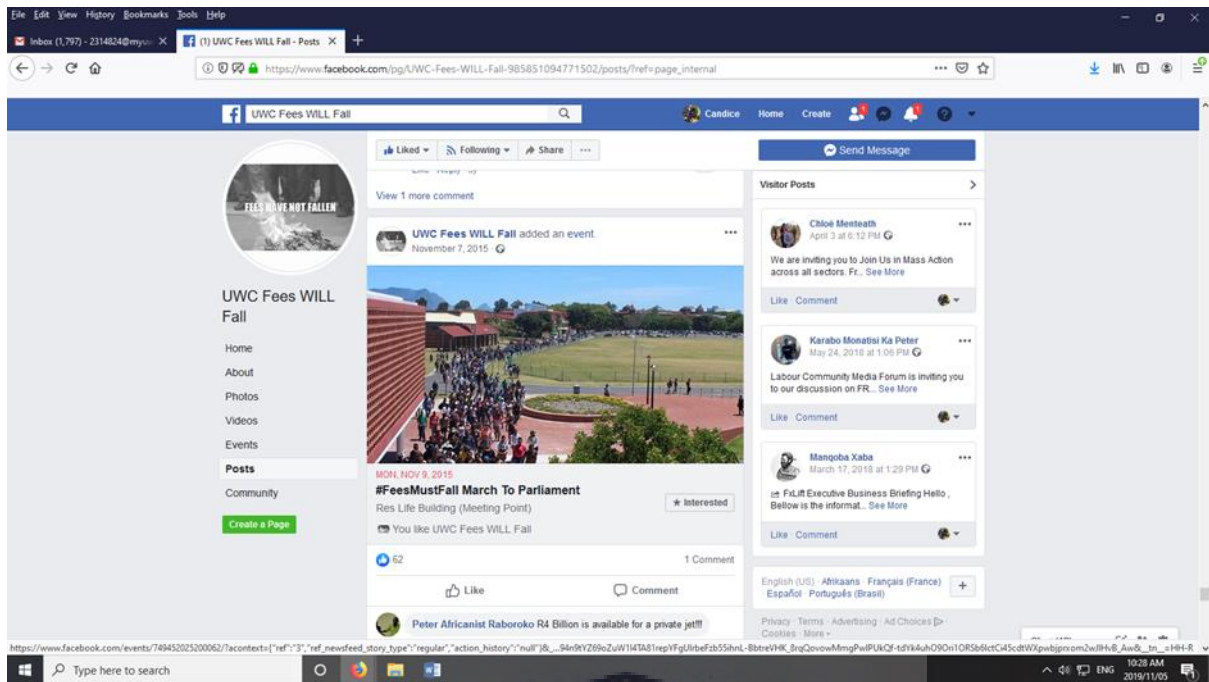 File Edit View History Bookmarks Tools Help
Inbox (1,797) - 2314824@myuw
(1) UWC Fees WILL Fall - Posts
https://www.facebook.com/pg/UWC-Fees-WILL-Fall-985851094771502/posts/?ref=page_internal
UWC Fees WILL Fall
Candice Home Create
Liked Following Share
Send Message
View 1 more comment
Visitor Posts
FEES HAVE NOT FALLEN
UWC Fees WILL Fall added an event.
November 7, 2015
Chloé Menteath
April 3 at 6:12 PM
We are inviting you to Join Us in Mass Action
across all sectors. Fr... See More
Like · Comment
UWC Fees WILL
Fall
Home
About
Photos
Videos
Events
Posts
Community
Create a Page
Karabo Monatisi Ka Peter
May 24, 2018 at 1:06 PM
Labour Community Media Forum is inviting you
to our discussion on FR... See More
Like · Comment
Manqoba Xaba
March 17, 2018 at 1:29 PM
FxLift Executive Business Briefing Hello ,
Bellow is the informat... See More
Like · Comment
MON, NOV 9, 2015
#FeesMustFall March To Parliament
Res Life Building (Meeting Point)
Interested
You like UWC Fees WILL Fall
62
1 Comment
Like Comment
Peter Africanist Raboroko R4 Billion is available for a private jet!!!
English (US) · Afrikaans · Français (France)
· Español · Português (Brasil)
Privacy · Terms · Advertising · Ad Choices
Cookies · More
Type here to search
ENG
10:28 AM
2019/11/05